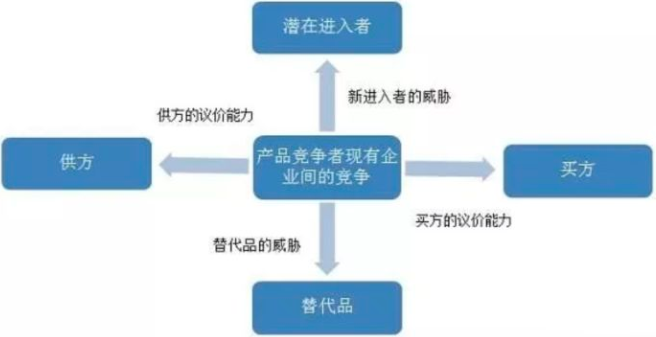 潜在进入者
新进入者的威胁
供方的议价能力
供方
产品竞争者现有企
业间的竞争
买方
买方的议价能力
替代品的威胁
替代品